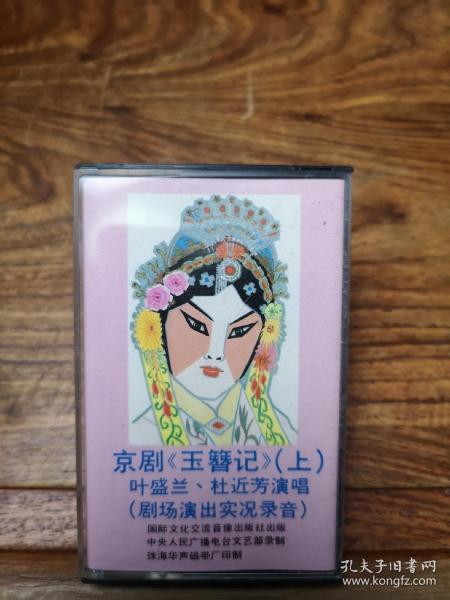 京剧《玉簪记》(上)
叶盛兰、杜近芳演唱
(剧场演出实况录音)
国际文化交流音像出版社出版
中央人民广播电台文艺部录制
珠海华声磁带厂印制
孔夫子旧书网
www.kongfz.com